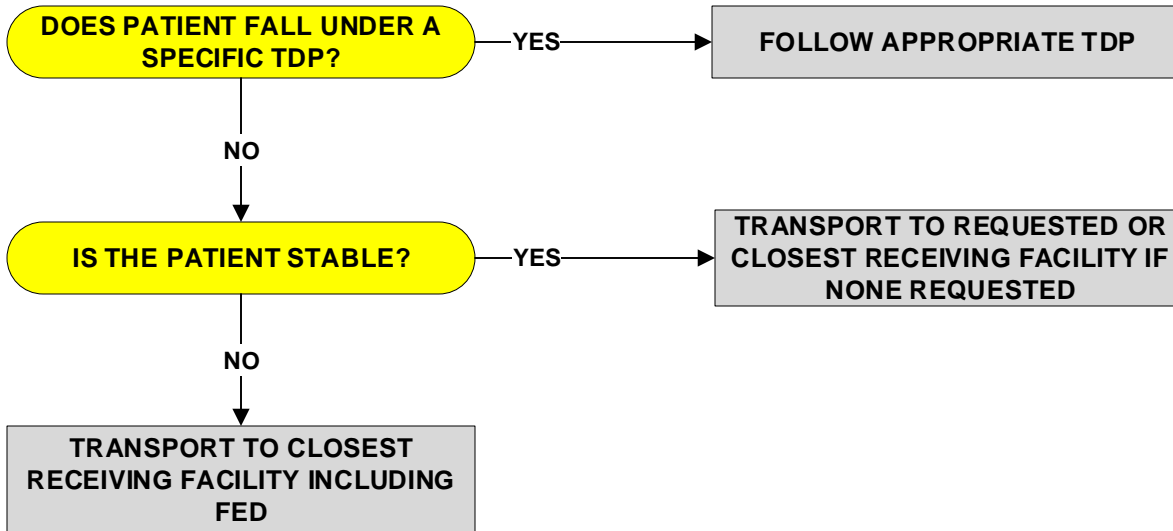 DOES PATIENT FALL UNDER A
SPECIFIC TDP?
YES
FOLLOW APPROPRIATE TDP
NO
IS THE PATIENT STABLE?
YES
TRANSPORT TO REQUESTED OR
CLOSEST RECEIVING FACILITY IF
NONE REQUESTED
NO
TRANSPORT TO CLOSEST
RECEIVING FACILITY INCLUDING
FED